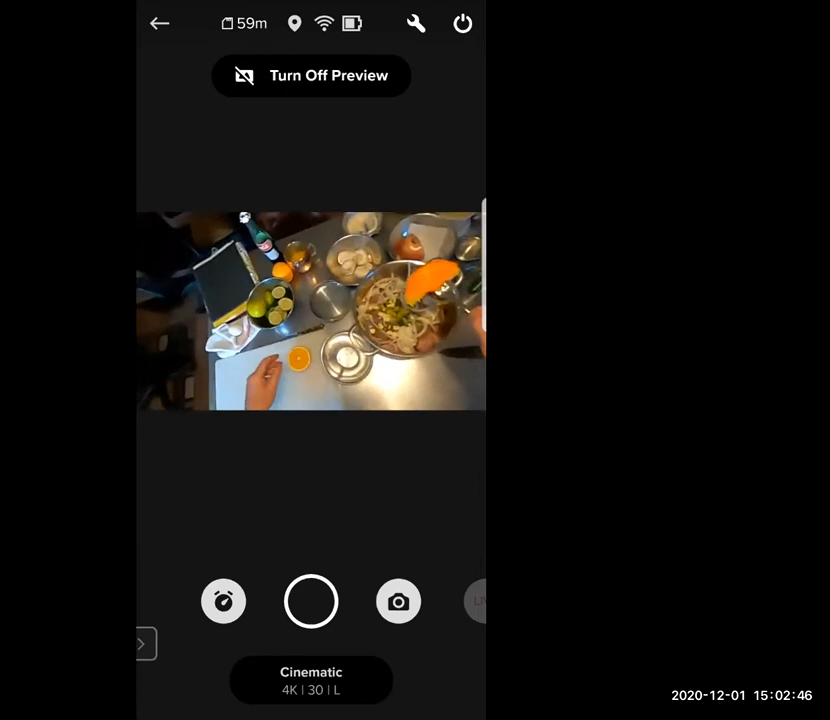 59m
Turn Off Preview
Cinematic
4K | 30 | L
2020-12-01 15:02:46